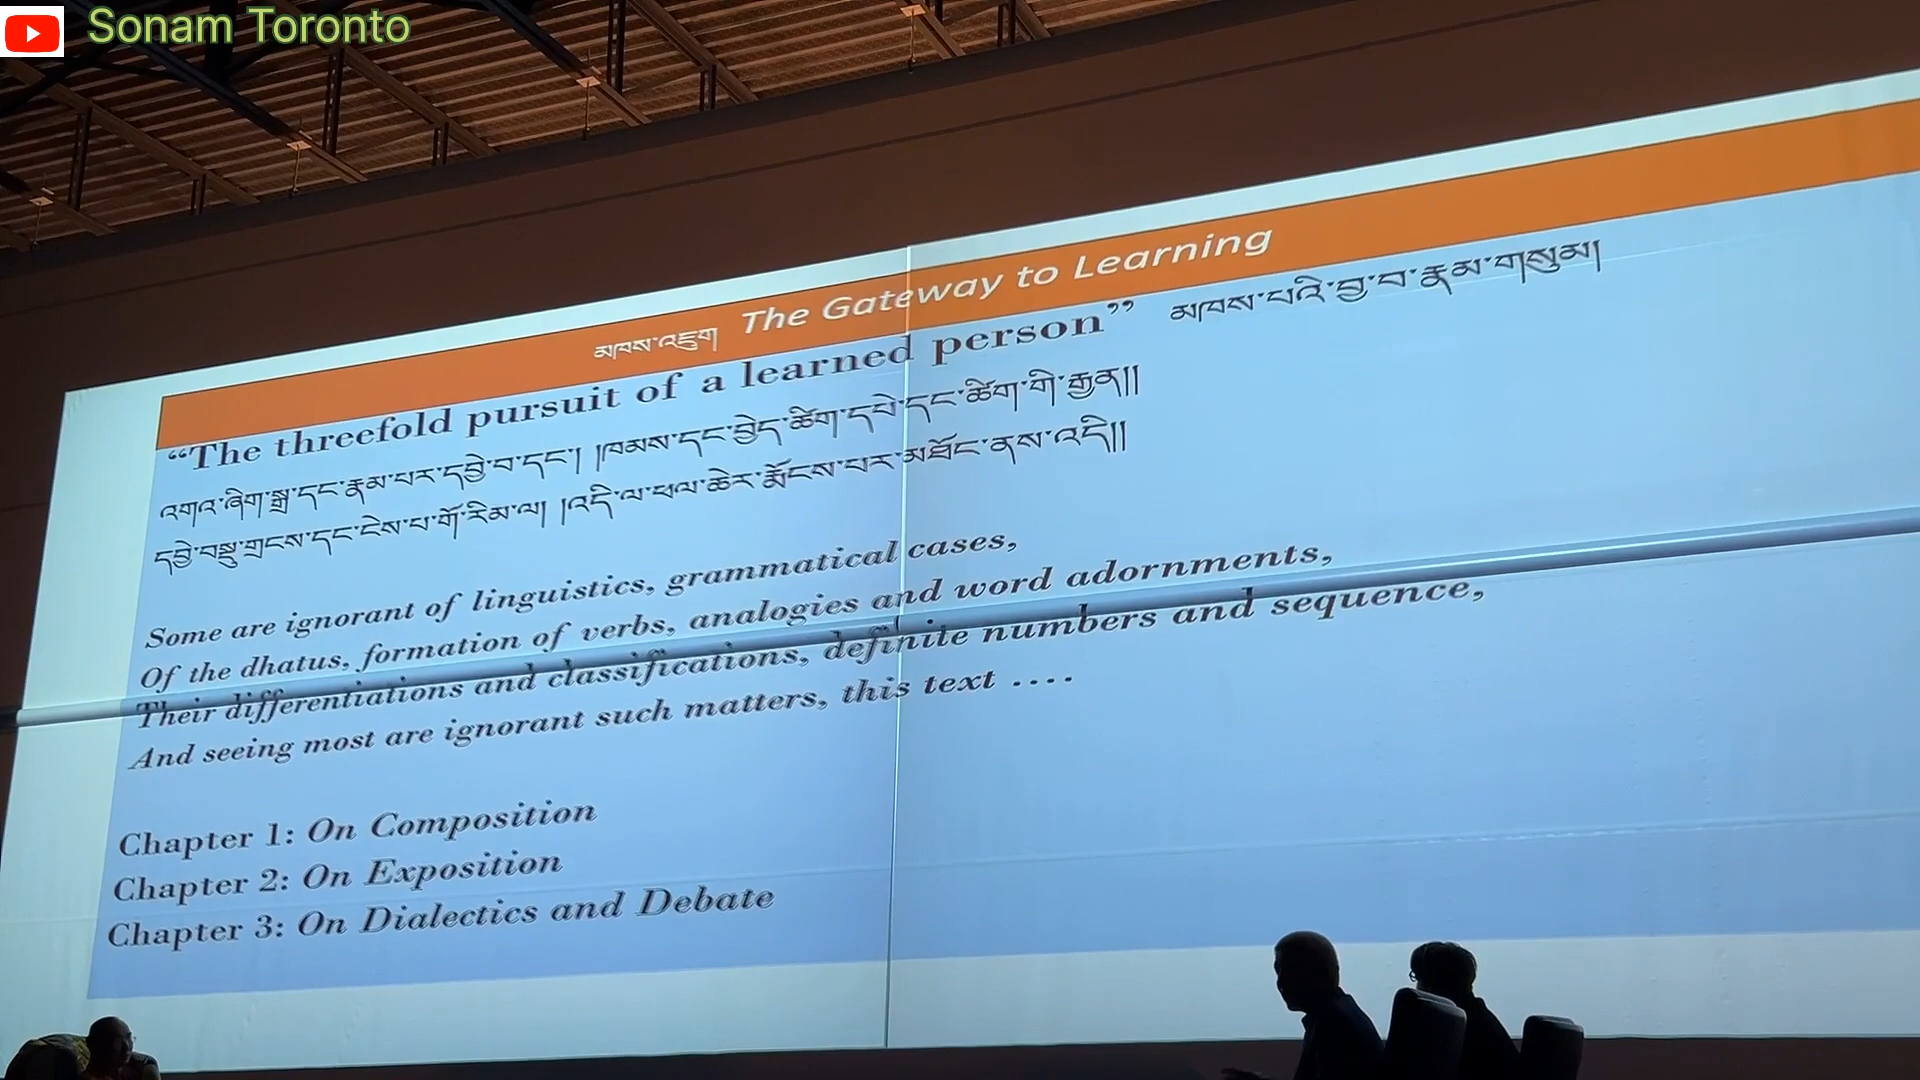 Sonam Toronto
མཁས་འཇུག The Gateway to Learning
“The threefold pursuit of a learned person” མཁས་པའི་བྱ་བ་རྣམ་གསུམ།
འགའ་ཞིག་སྒྲ་དང་རྣམ་པར་དབྱེ་བ་དང་། །ཁམས་དང་བྱེད་ཚིག་དཔེ་དང་ཚིག་གི་རྒྱན།།
དབྱེ་བསྡུ་གྲངས་དང་ངེས་པ་གོ་རིམ་ལ། །འདི་ལ་ཕལ་ཆེར་རྨོངས་པར་མཐོང་ནས་འདི།།
Some are ignorant of linguistics, grammatical cases,
Of the dhatus, formation of verbs, analogies and word adornments,
Their differentiations and classifications, definite numbers and sequence,
And seeing most are ignorant such matters, this text ....
Chapter 1: On Composition
Chapter 2: On Exposition
Chapter 3: On Dialectics and Debate